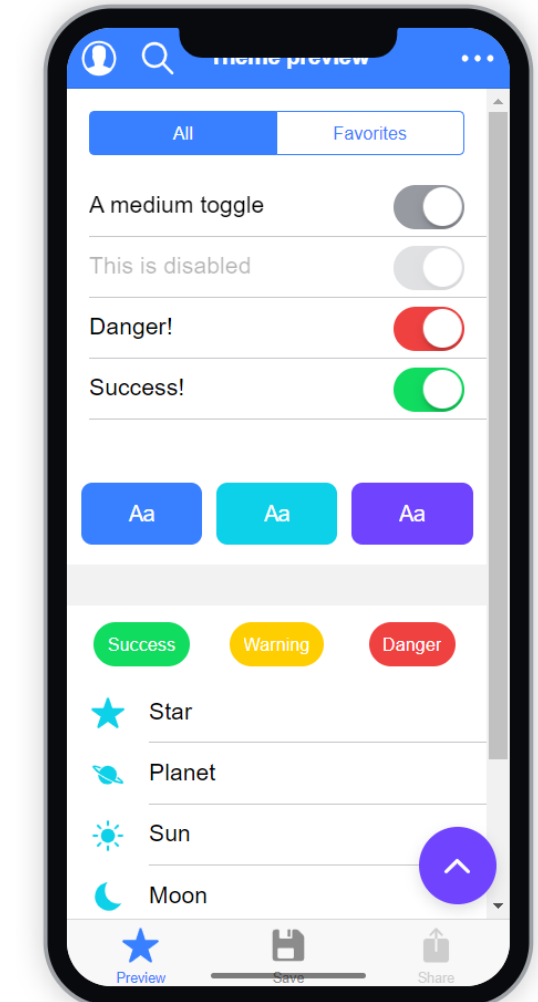 Theme preview
All Favorites
A medium toggle
This is disabled
Danger!
Success!
Aa Aa Aa
Success Warning Danger
Star
Planet
Sun
Moon
Preview Save Share